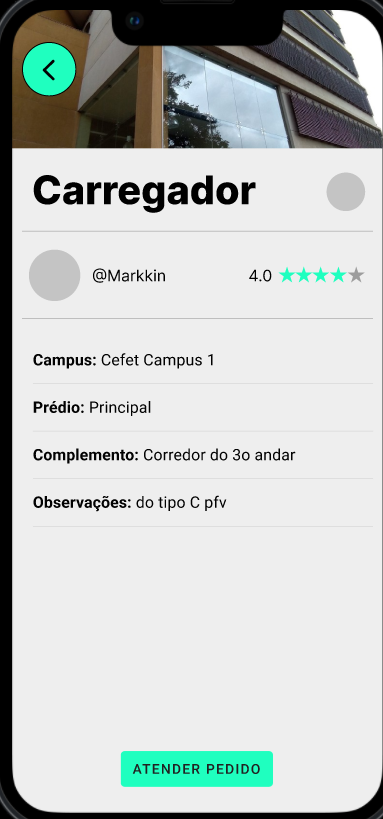 Carregador
@Markkin 4.0
Campus: Cefet Campus 1
Prédio: Principal
Complemento: Corredor do 3o andar
Observações: do tipo C pfv
ATENDER PEDIDO